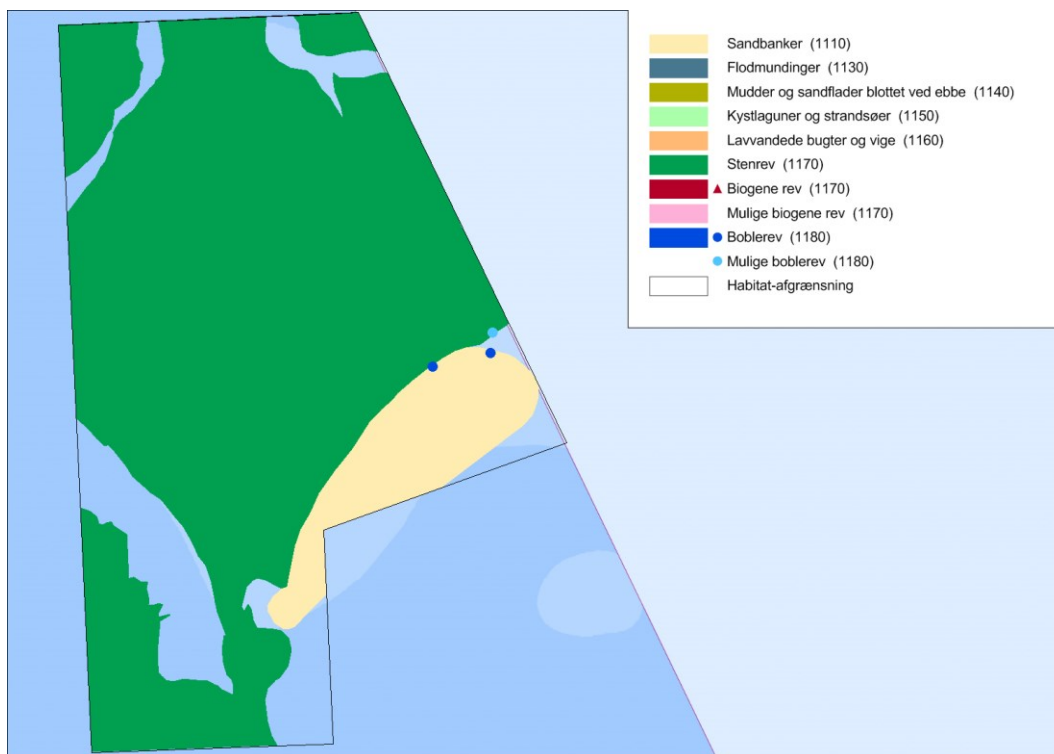 Sandbanker (1110)
Flodmundinger (1130)
Mudder og sandflader blottet ved ebbe (1140)
Kystlaguner og strandsøer (1150)
Lavvandede bugter og vige (1160)
Stenrev (1170)
Biogene rev (1170)
Mulige biogene rev (1170)
Boblerev (1180)
Mulige boblerev (1180)
Habitat-afgrænsning